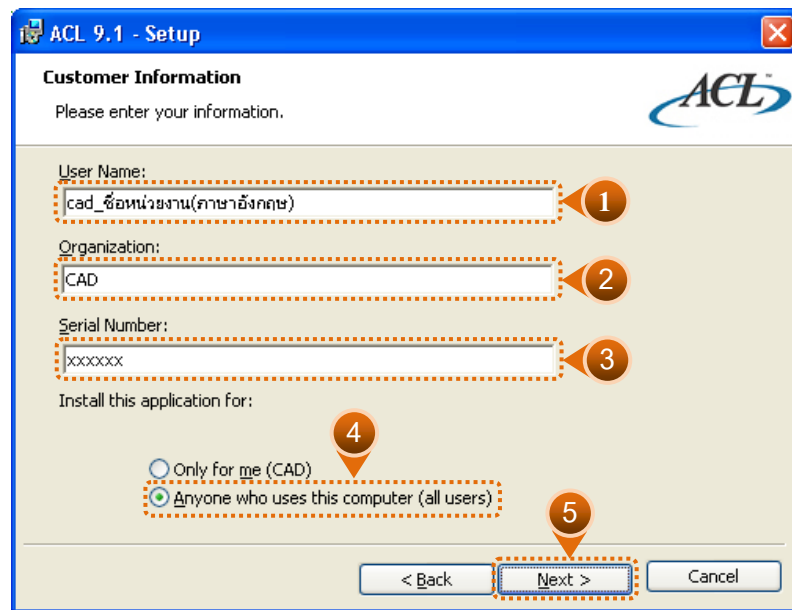 ACL 9.1 - Setup
Customer Information
Please enter your information.
ACL™
User Name:
cad_ชื่อหน่วยงาน(ภาษาอังกฤษ)
1
Organization:
CAD
2
Serial Number:
xxxxxx
3
Install this application for:
4
Only for me (CAD)
Anyone who uses this computer (all users)
5
< Back Next > Cancel